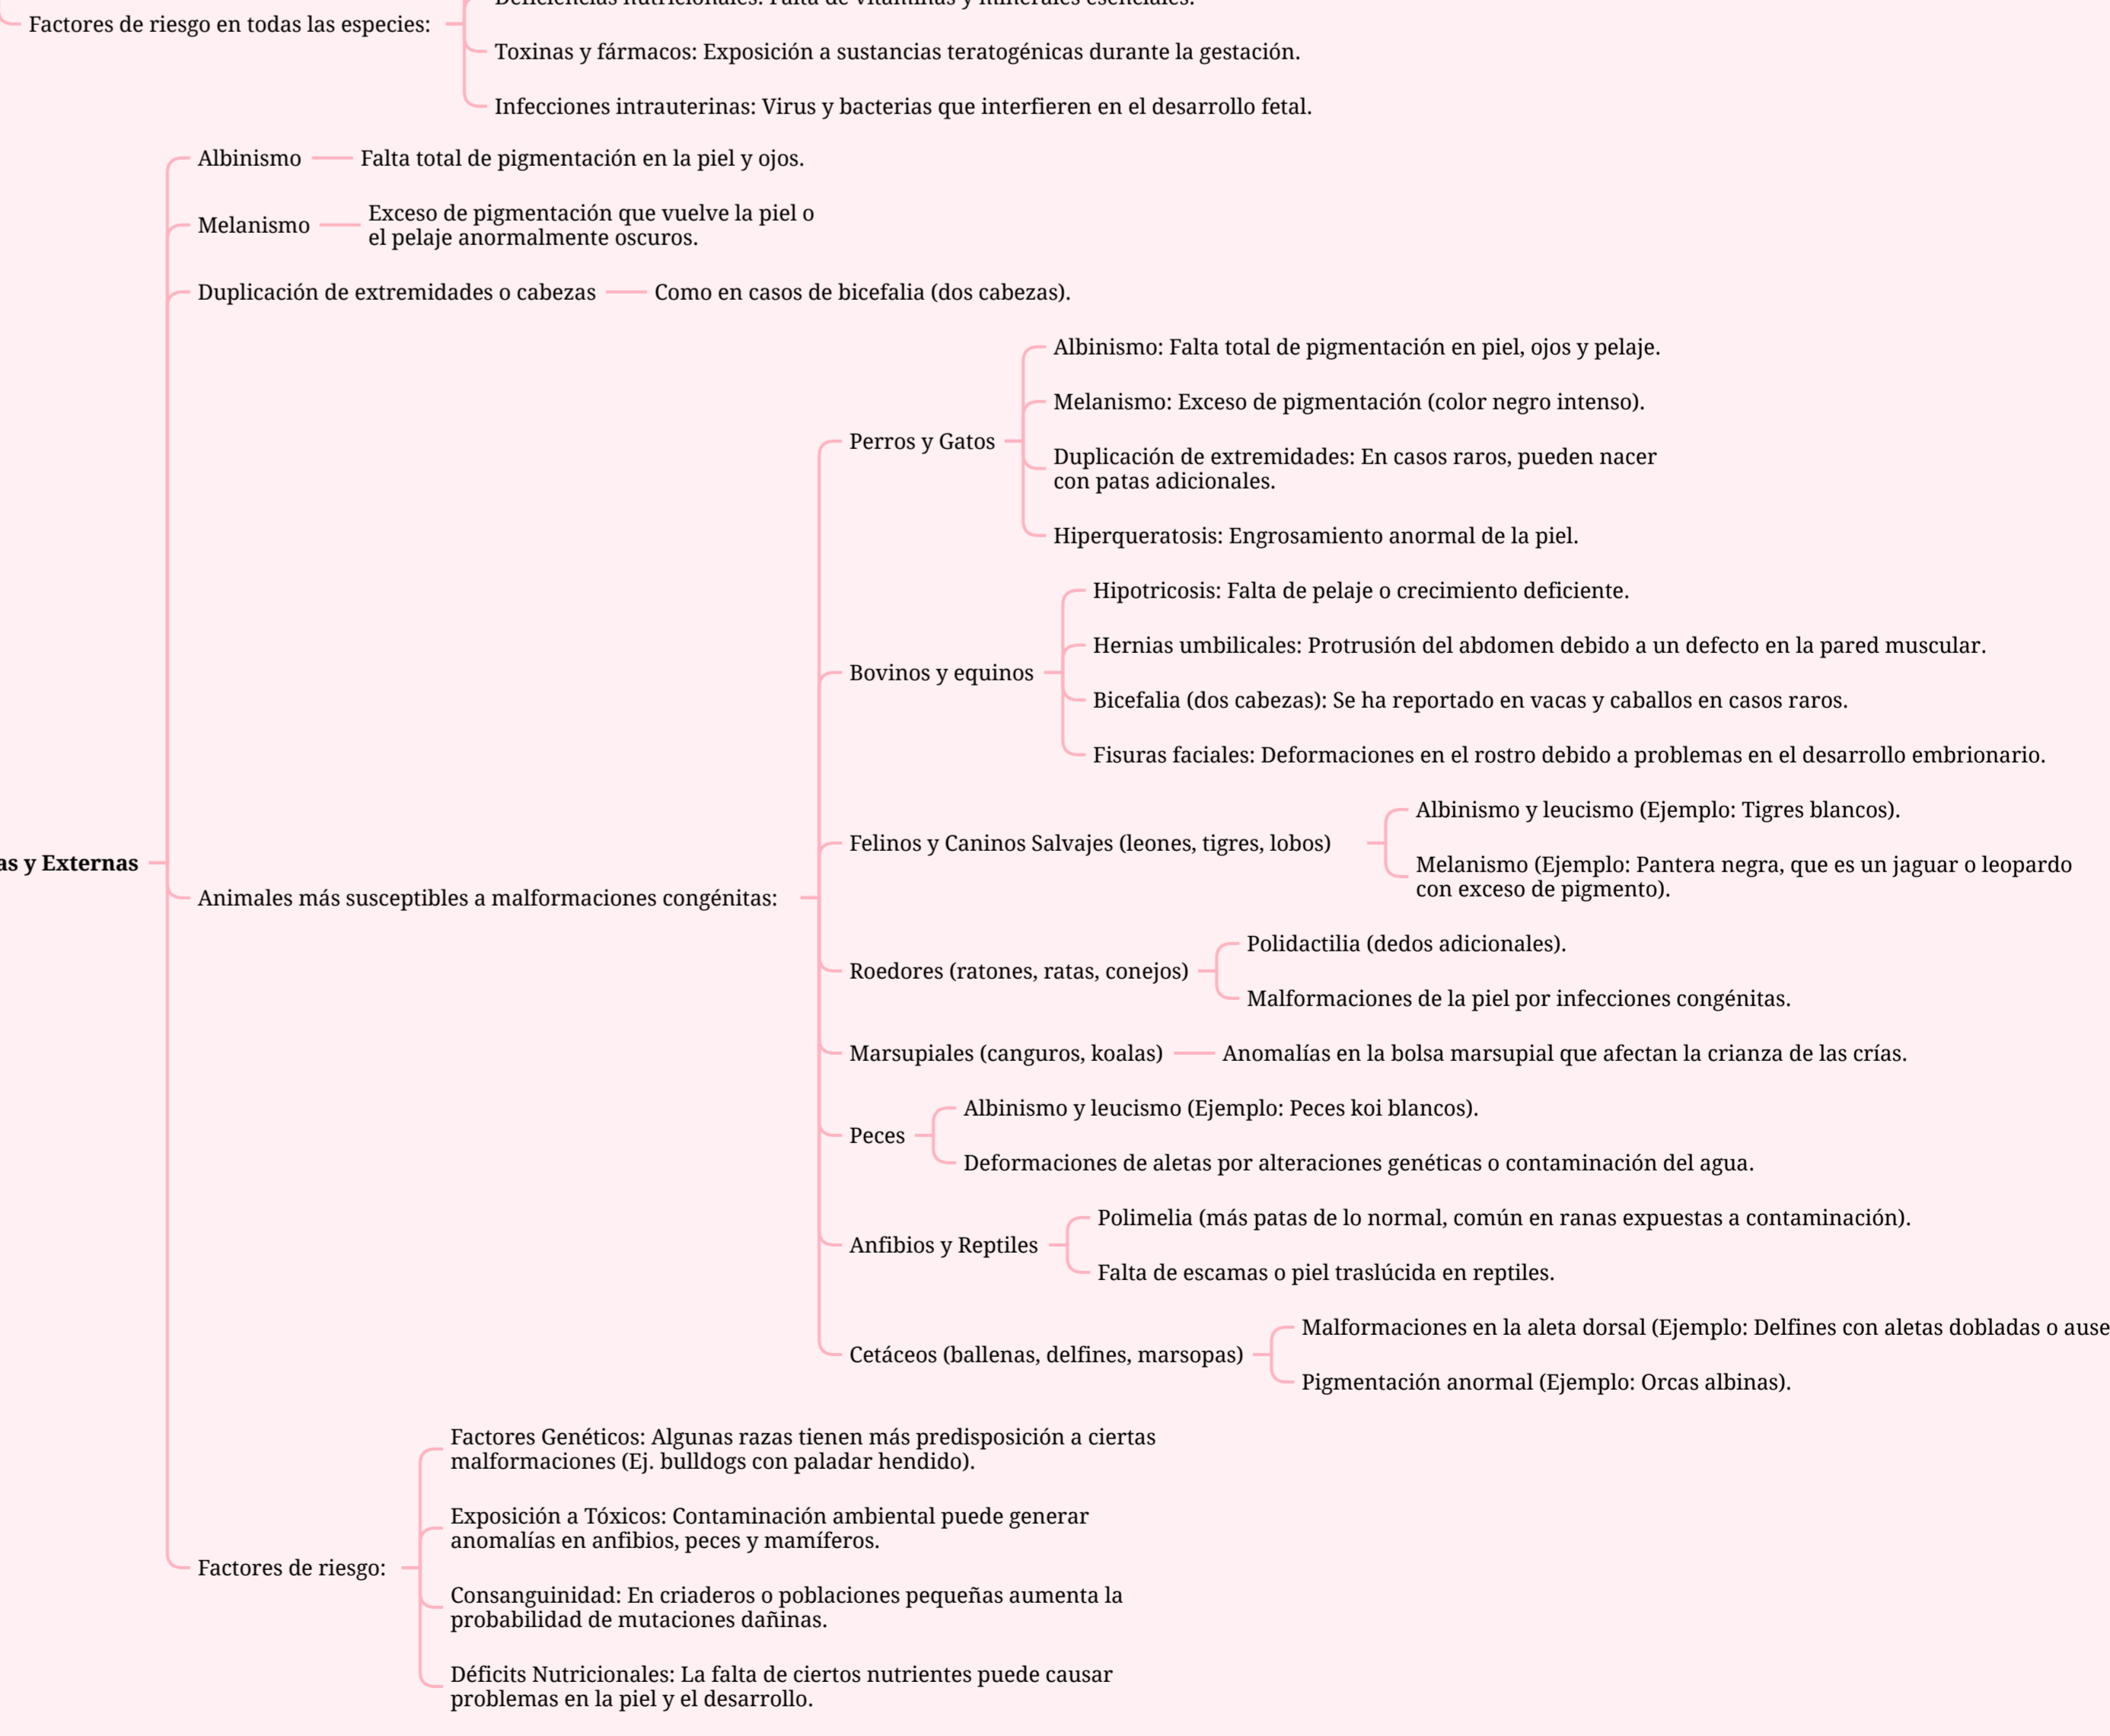 Factores de riesgo en todas las especies:
Deficiencias nutricionales: Falta de vitaminas y minerales esenciales.
Toxinas y fármacos: Exposición a sustancias teratogénicas durante la gestación.
Infecciones intrauterinas: Virus y bacterias que interfieren en el desarrollo fetal.
as y Externas
Albinismo
Falta total de pigmentación en la piel y ojos.
Melanismo
Exceso de pigmentación que vuelve la piel o
el pelaje anormalmente oscuros.
Duplicación de extremidades o cabezas
Como en casos de bicefalia (dos cabezas).
Animales más susceptibles a malformaciones congénitas:
Perros y Gatos
Albinismo: Falta total de pigmentación en piel, ojos y pelaje.
Melanismo: Exceso de pigmentación (color negro intenso).
Duplicación de extremidades: En casos raros, pueden nacer
con patas adicionales.
Hiperqueratosis: Engrosamiento anormal de la piel.
Bovinos y equinos
Hipotricosis: Falta de pelaje o crecimiento deficiente.
Hernias umbilicales: Protrusión del abdomen debido a un defecto en la pared muscular.
Bicefalia (dos cabezas): Se ha reportado en vacas y caballos en casos raros.
Fisuras faciales: Deformaciones en el rostro debido a problemas en el desarrollo embrionario.
Felinos y Caninos Salvajes (leones, tigres, lobos)
Albinismo y leucismo (Ejemplo: Tigres blancos).
Melanismo (Ejemplo: Pantera negra, que es un jaguar o leopardo
con exceso de pigmento).
Roedores (ratones, ratas, conejos)
Polidactilia (dedos adicionales).
Malformaciones de la piel por infecciones congénitas.
Marsupiales (canguros, koalas)
Anomalías en la bolsa marsupial que afectan la crianza de las crías.
Peces
Albinismo y leucismo (Ejemplo: Peces koi blancos).
Deformaciones de aletas por alteraciones genéticas o contaminación del agua.
Anfibios y Reptiles
Polimelia (más patas de lo normal, común en ranas expuestas a contaminación).
Falta de escamas o piel traslúcida en reptiles.
Cetáceos (ballenas, delfines, marsopas)
Malformaciones en la aleta dorsal (Ejemplo: Delfines con aletas dobladas o ause
Pigmentación anormal (Ejemplo: Orcas albinas).
Factores de riesgo:
Factores Genéticos: Algunas razas tienen más predisposición a ciertas
malformaciones (Ej. bulldogs con paladar hendido).
Exposición a Tóxicos: Contaminación ambiental puede generar
anomalías en anfibios, peces y mamíferos.
Consanguinidad: En criaderos o poblaciones pequeñas aumenta la
probabilidad de mutaciones dañinas.
Déficits Nutricionales: La falta de ciertos nutrientes puede causar
problemas en la piel y el desarrollo.